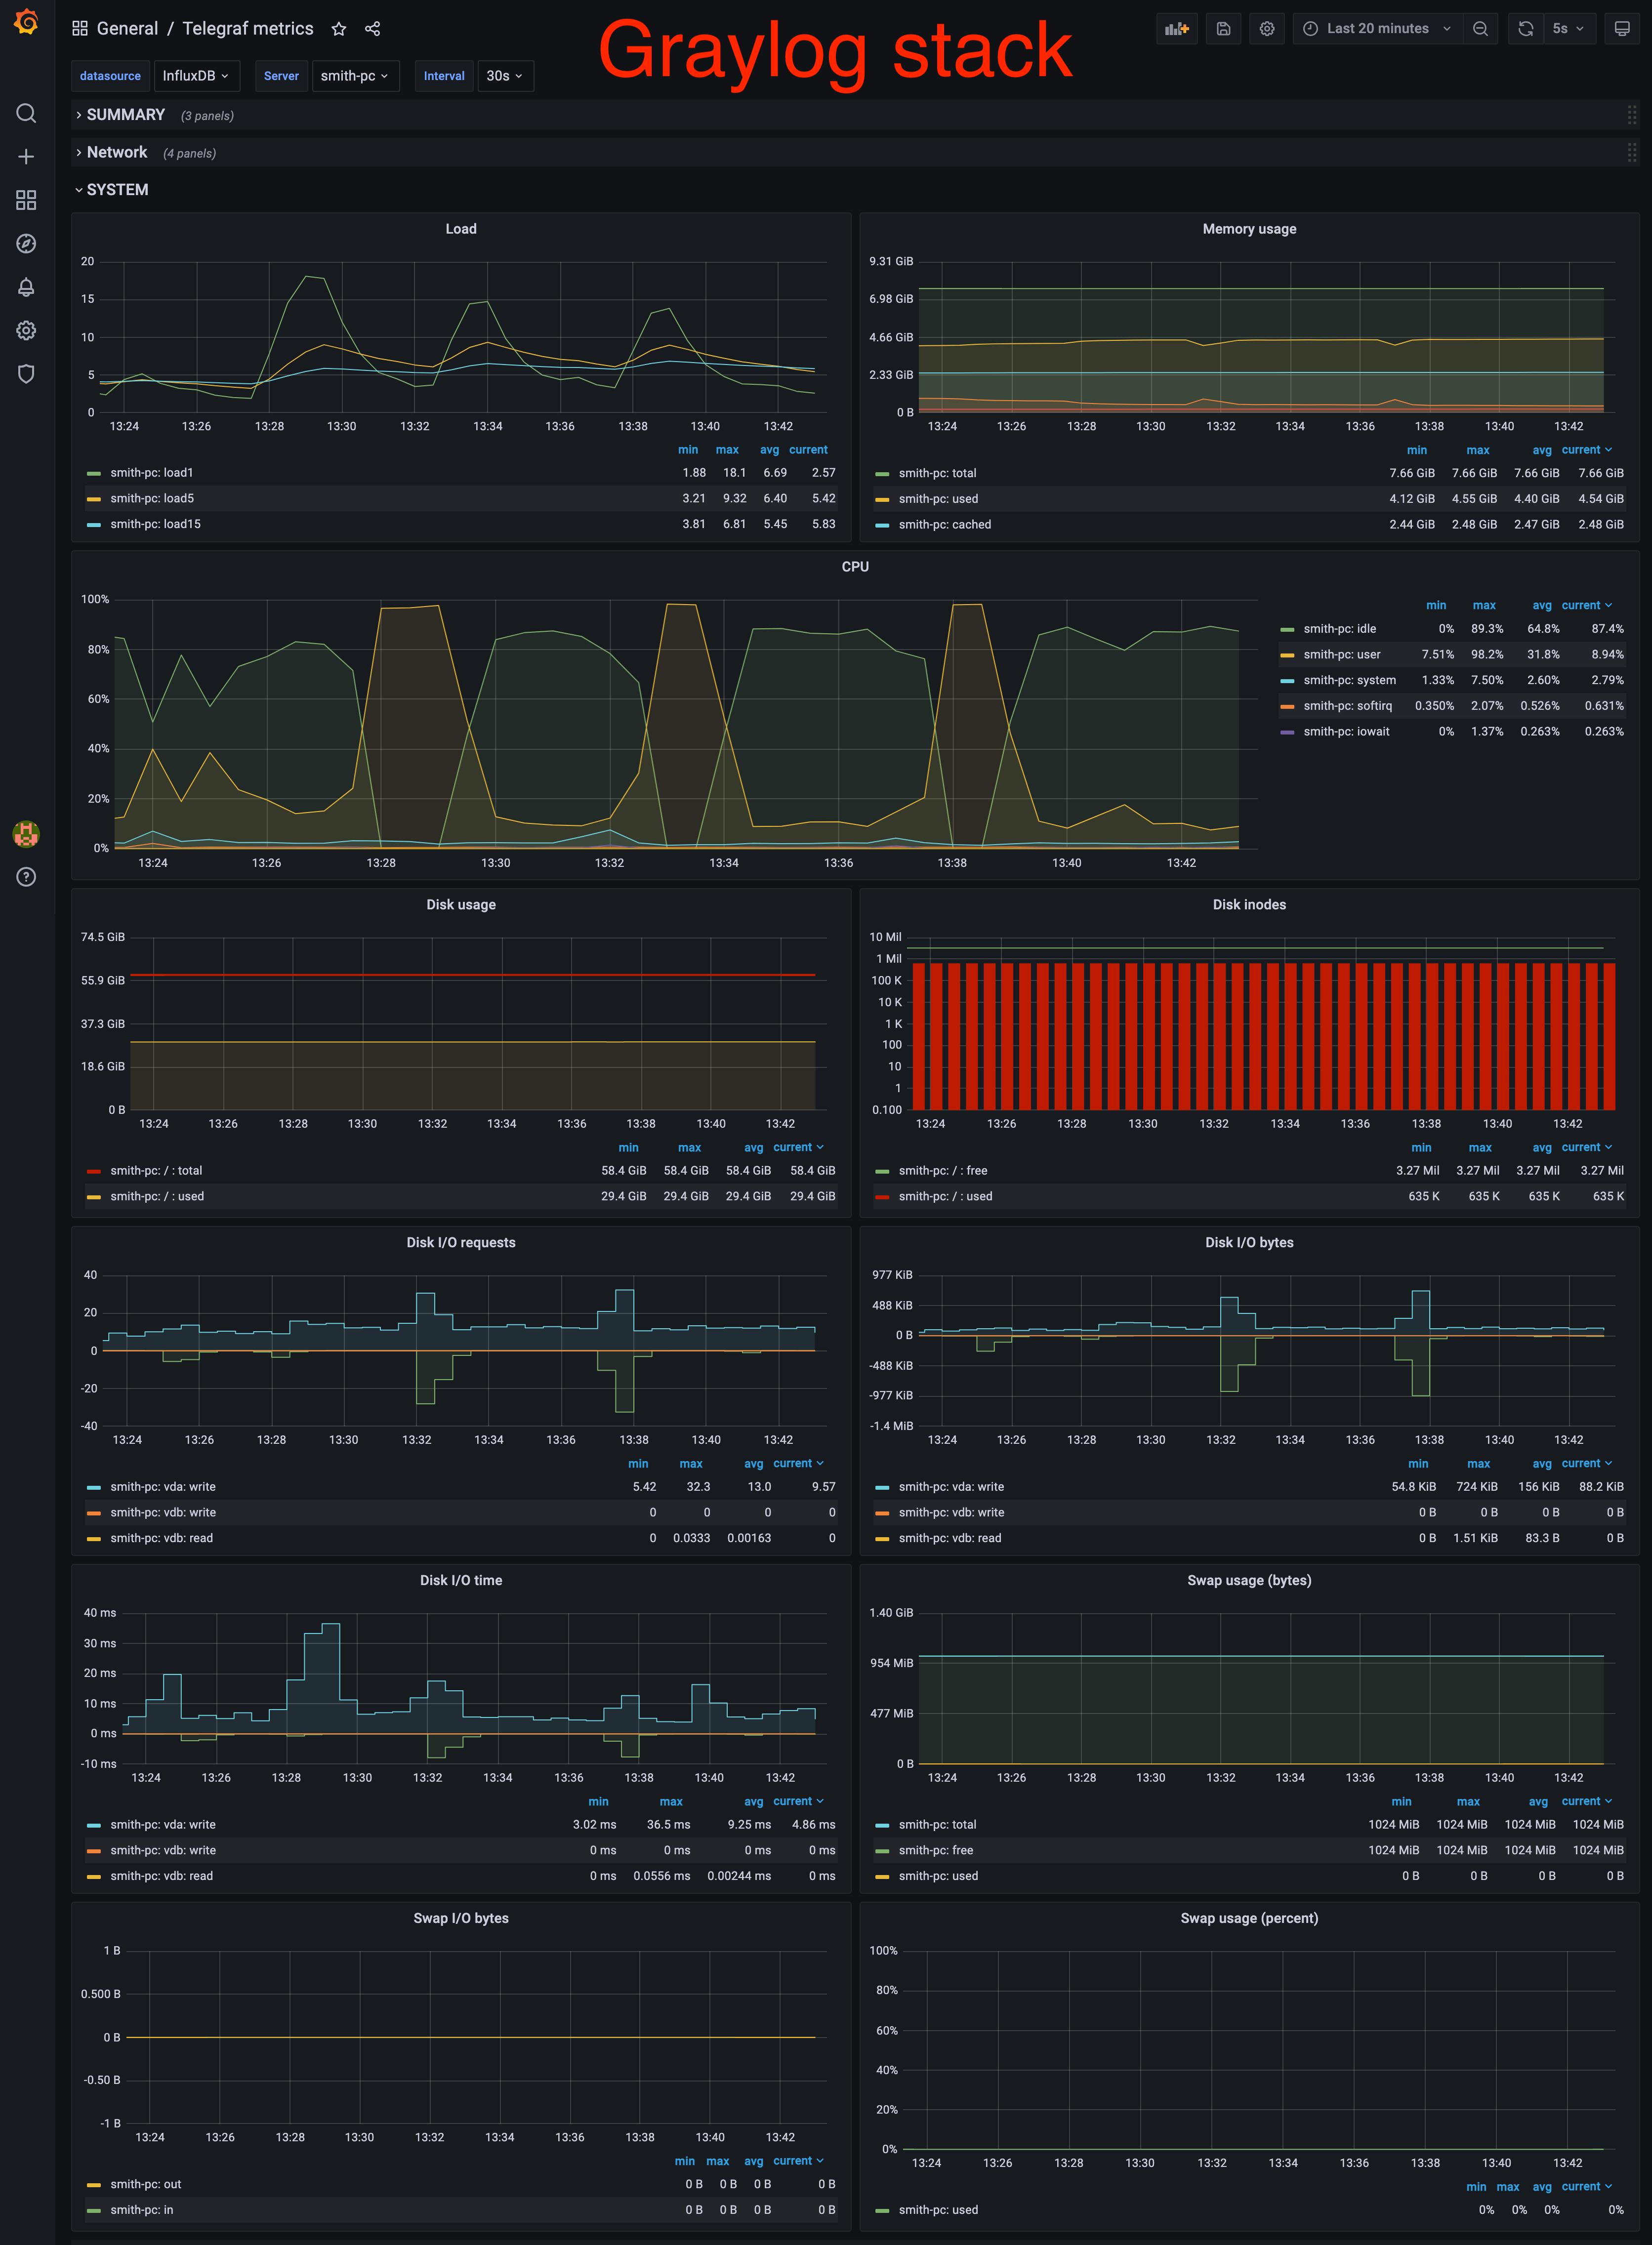 General / Telegraf metrics
Graylog stack
Last 20 minutes
5s
datasource InfluxDB Server smith-pc Interval 30s
SUMMARY (3 panels)
Network (4 panels)
SYSTEM
Load
20
15
10
5
0
13:24 13:26 13:28 13:30 13:32 13:34 13:36 13:38 13:40 13:42
min max avg current
smith-pc: load1 1.88 18.1 6.69 2.57
smith-pc: load5 3.21 9.32 6.40 5.42
smith-pc: load15 3.81 6.81 5.45 5.83
Memory usage
9.31 GiB
6.98 GiB
4.66 GiB
2.33 GiB
0 B
13:24 13:26 13:28 13:30 13:32 13:34 13:36 13:38 13:40 13:42
min max avg current
smith-pc: total 7.66 GiB 7.66 GiB 7.66 GiB 7.66 GiB
smith-pc: used 4.12 GiB 4.55 GiB 4.40 GiB 4.54 GiB
smith-pc: cached 2.44 GiB 2.48 GiB 2.47 GiB 2.48 GiB
CPU
100%
80%
60%
40%
20%
0%
13:24 13:26 13:28 13:30 13:32 13:34 13:36 13:38 13:40 13:42
min max avg current
smith-pc: idle 0% 89.3% 64.8% 87.4%
smith-pc: user 7.51% 98.2% 31.8% 8.94%
smith-pc: system 1.33% 7.50% 2.60% 2.79%
smith-pc: softirq 0.350% 2.07% 0.526% 0.631%
smith-pc: iowait 0% 1.37% 0.263% 0.263%
Disk usage
74.5 GiB
55.9 GiB
37.3 GiB
18.6 GiB
0 B
13:24 13:26 13:28 13:30 13:32 13:34 13:36 13:38 13:40 13:42
min max avg current
smith-pc: / : total 58.4 GiB 58.4 GiB 58.4 GiB 58.4 GiB
smith-pc: / : used 29.4 GiB 29.4 GiB 29.4 GiB 29.4 GiB
Disk inodes
10 Mil
1 Mil
100 K
10 K
1 K
100
10
1
0.100
13:24 13:26 13:28 13:30 13:32 13:34 13:36 13:38 13:40 13:42
min max avg current
smith-pc: / : free 3.27 Mil 3.27 Mil 3.27 Mil 3.27 Mil
smith-pc: / : used 635 K 635 K 635 K 635 K
Disk I/O requests
40
20
0
-20
-40
13:24 13:26 13:28 13:30 13:32 13:34 13:36 13:38 13:40 13:42
min max avg current
smith-pc: vda: write 5.42 32.3 13.0 9.57
smith-pc: vdb: write 0 0 0 0
smith-pc: vdb: read 0 0.0333 0.00163 0
Disk I/O bytes
977 KiB
488 KiB
0 B
-488 KiB
-977 KiB
-1.4 MiB
13:24 13:26 13:28 13:30 13:32 13:34 13:36 13:38 13:40 13:42
min max avg current
smith-pc: vda: write 54.8 KiB 724 KiB 156 KiB 88.2 KiB
smith-pc: vdb: write 0 B 0 B 0 B 0 B
smith-pc: vdb: read 0 B 1.51 KiB 83.3 B 0 B
Disk I/O time
40 ms
30 ms
20 ms
10 ms
0 ms
-10 ms
13:24 13:26 13:28 13:30 13:32 13:34 13:36 13:38 13:40 13:42
min max avg current
smith-pc: vda: write 3.02 ms 36.5 ms 9.25 ms 4.86 ms
smith-pc: vdb: write 0 ms 0 ms 0 ms 0 ms
smith-pc: vdb: read 0 ms 0.0556 ms 0.00244 ms 0 ms
Swap usage (bytes)
1.40 GiB
954 MiB
477 MiB
0 B
13:24 13:26 13:28 13:30 13:32 13:34 13:36 13:38 13:40 13:42
min max avg current
smith-pc: total 1024 MiB 1024 MiB 1024 MiB 1024 MiB
smith-pc: free 1024 MiB 1024 MiB 1024 MiB 1024 MiB
smith-pc: used 0 B 0 B 0 B 0 B
Swap I/O bytes
1 B
0.500 B
0 B
-0.50 B
-1 B
13:24 13:26 13:28 13:30 13:32 13:34 13:36 13:38 13:40 13:42
min max avg current
smith-pc: out 0 B 0 B 0 B 0 B
smith-pc: in 0 B 0 B 0 B 0 B
Swap usage (percent)
100%
80%
60%
40%
20%
0%
13:24 13:26 13:28 13:30 13:32 13:34 13:36 13:38 13:40 13:42
min max avg current
smith-pc: used 0% 0% 0% 0%